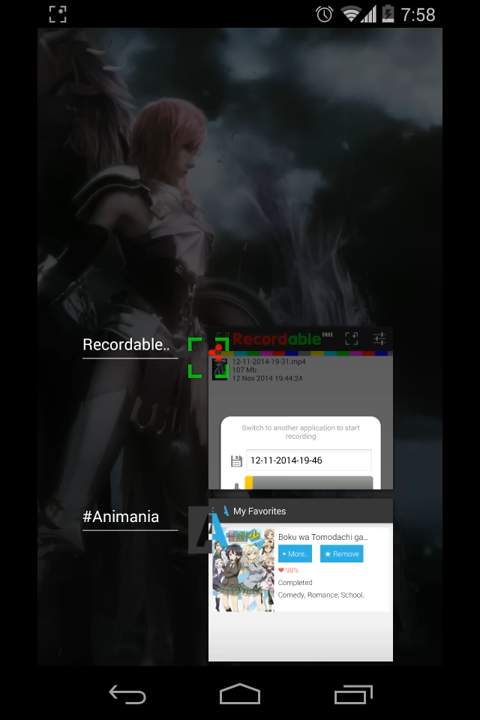 7:58
Recordable..
Recordable FREE
12-11-2014-19-31.mp4
107 Mb
12 Nov 2014 19:44:24
Switch to another application to start
recording
12-11-2014-19-46
#Animania
My Favorites
Boku wa Tomodachi ga...
More..
Remove
98%
Completed
Comedy, Romance, School,